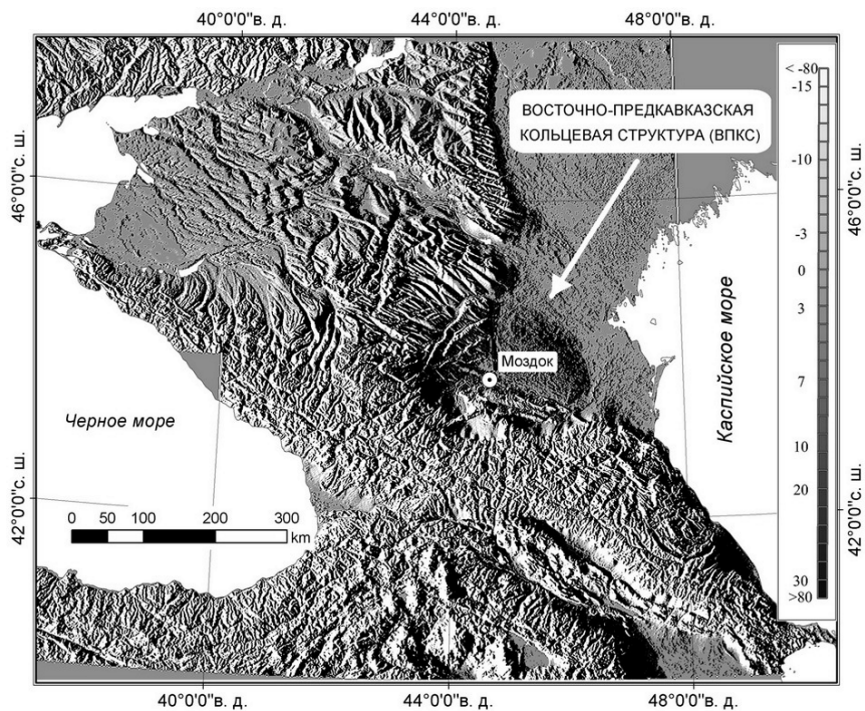 40°0'0"в. д.
44°0'0"в. д.
48°0'0"в. д.
46°0'0"с. ш.
46°0'0"с. ш.
< -80
-15
-10
-3
0
3
7
10
20
30
>80
ВОСТОЧНО-ПРЕДКАВКАЗСКАЯ
КОЛЬЦЕВАЯ СТРУКТУРА (ВПКС)
Моздок
Каспийское море
Черное море
42°0'0"с. ш.
42°0'0"с. ш.
0 50 100 200 300
km
40°0'0"в. д.
44°0'0"в. д.
48°0'0"в. д.